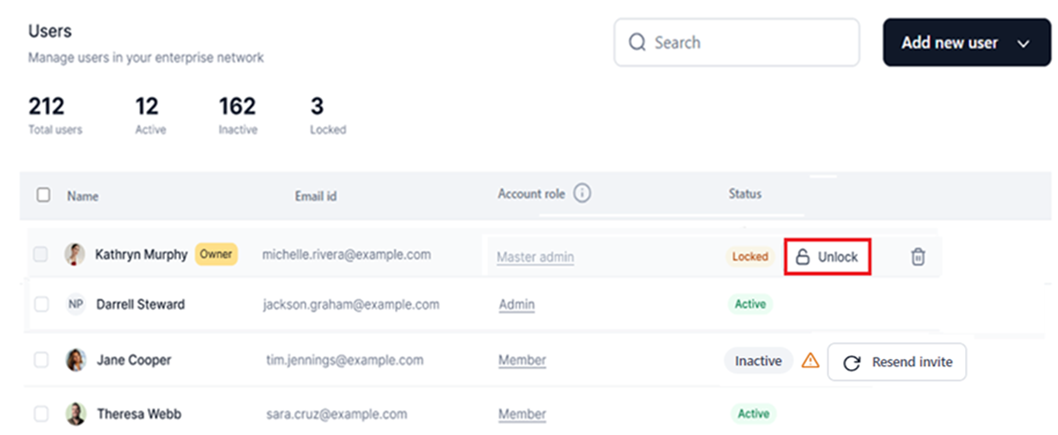 Users
Manage users in your enterprise network
Search
Add new user
212 12 162 3
Total users Active Inactive Locked
Name Email id Account role Status
Kathryn Murphy Owner michelle.rivera@example.com Master admin Locked Unlock
NP Darrell Steward jackson.graham@example.com Admin Active
Jane Cooper tim.jennings@example.com Member Inactive Resend invite
Theresa Webb sara.cruz@example.com Member Active